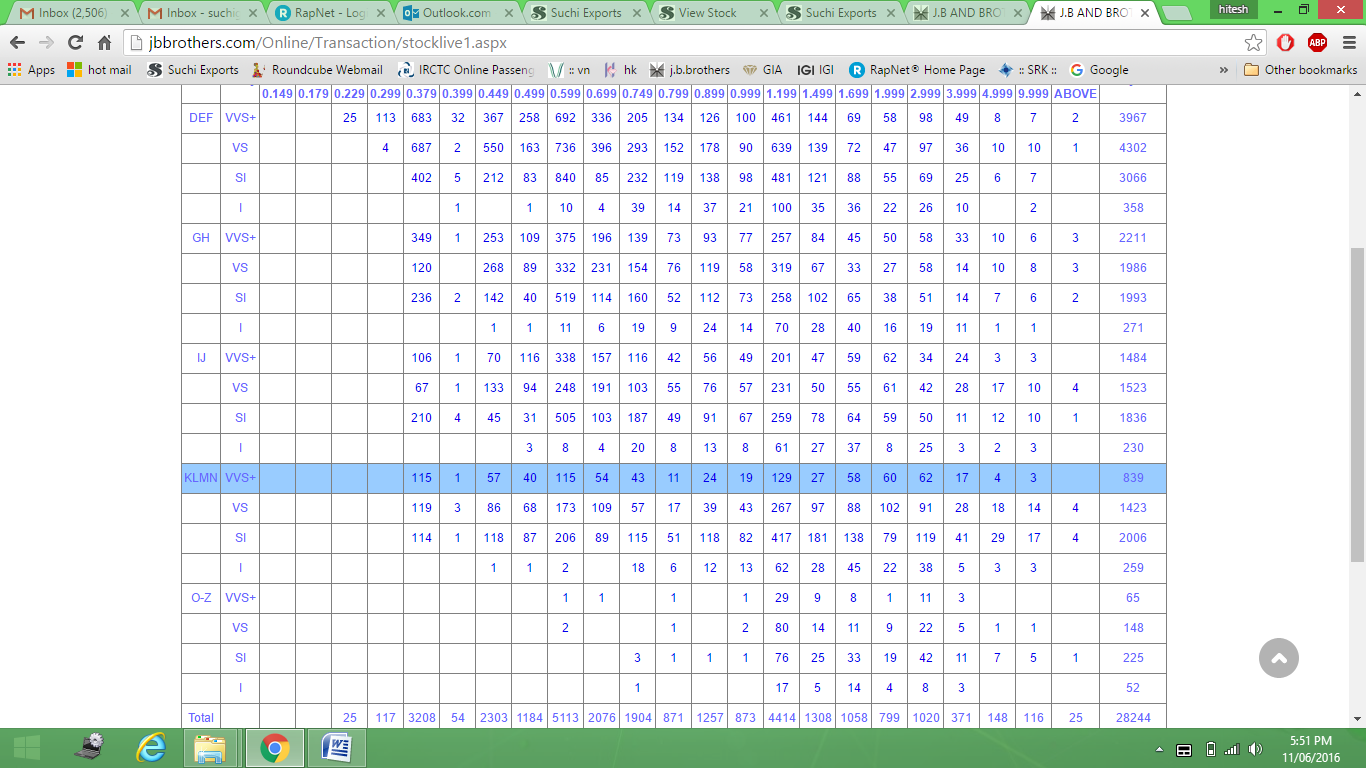 Inbox (2,506) Inbox - suchi RapNet - Log Outlook.com Suchi Exports View Stock Suchi Exports J.B AND BROT J.B AND BROT hitesh
jbbrothers.com/Online/Transaction/stocklive1.aspx ABP
Apps hot mail Suchi Exports Roundcube Webmail IRCTC Online Passeng :: vn hk j.b.brothers GIA IGI IGI RapNet® Home Page :: SRK :: Google » Other bookmarks
0.149 0.179 0.229 0.299 0.379 0.399 0.449 0.499 0.599 0.699 0.749 0.799 0.899 0.999 1.199 1.499 1.699 1.999 2.999 3.999 4.999 9.999 ABOVE
DEF VVS+ 25 113 683 32 367 258 692 336 205 134 126 100 461 144 69 58 98 49 8 7 2 3967
VS 4 687 2 550 163 736 396 293 152 178 90 639 139 72 47 97 36 10 10 1 4302
SI 402 5 212 83 840 85 232 119 138 98 481 121 88 55 69 25 6 7 3066
I 1 1 10 4 39 14 37 21 100 35 36 22 26 10 2 358
GH VVS+ 349 1 253 109 375 196 139 73 93 77 257 84 45 50 58 33 10 6 3 2211
VS 120 268 89 332 231 154 76 119 58 319 67 33 27 58 14 10 8 3 1986
SI 236 2 142 40 519 114 160 52 112 73 258 102 65 38 51 14 7 6 2 1993
I 1 1 11 6 19 9 24 14 70 28 40 16 19 11 1 1 271
IJ VVS+ 106 1 70 116 338 157 116 42 56 49 201 47 59 62 34 24 3 3 1484
VS 67 1 133 94 248 191 103 55 76 57 231 50 55 61 42 28 17 10 4 1523
SI 210 4 45 31 505 103 187 49 91 67 259 78 64 59 50 11 12 10 1 1836
I 3 8 4 20 8 13 8 61 27 37 8 25 3 2 3 230
KLMN VVS+ 115 1 57 40 115 54 43 11 24 19 129 27 58 60 62 17 4 3 839
VS 119 3 86 68 173 109 57 17 39 43 267 97 88 102 91 28 18 14 4 1423
SI 114 1 118 87 206 89 115 51 118 82 417 181 138 79 119 41 29 17 4 2006
I 1 1 2 18 6 12 13 62 28 45 22 38 5 3 3 259
O-Z VVS+ 1 1 1 1 29 9 8 1 11 3 65
VS 2 1 2 80 14 11 9 22 5 1 1 148
SI 3 1 1 1 76 25 33 19 42 11 7 5 1 225
I 1 17 5 14 4 8 3 52
Total 25 117 3208 54 2303 1184 5113 2076 1904 871 1257 873 4414 1308 1058 799 1020 371 148 116 25 28244
5:51 PM
11/06/2016